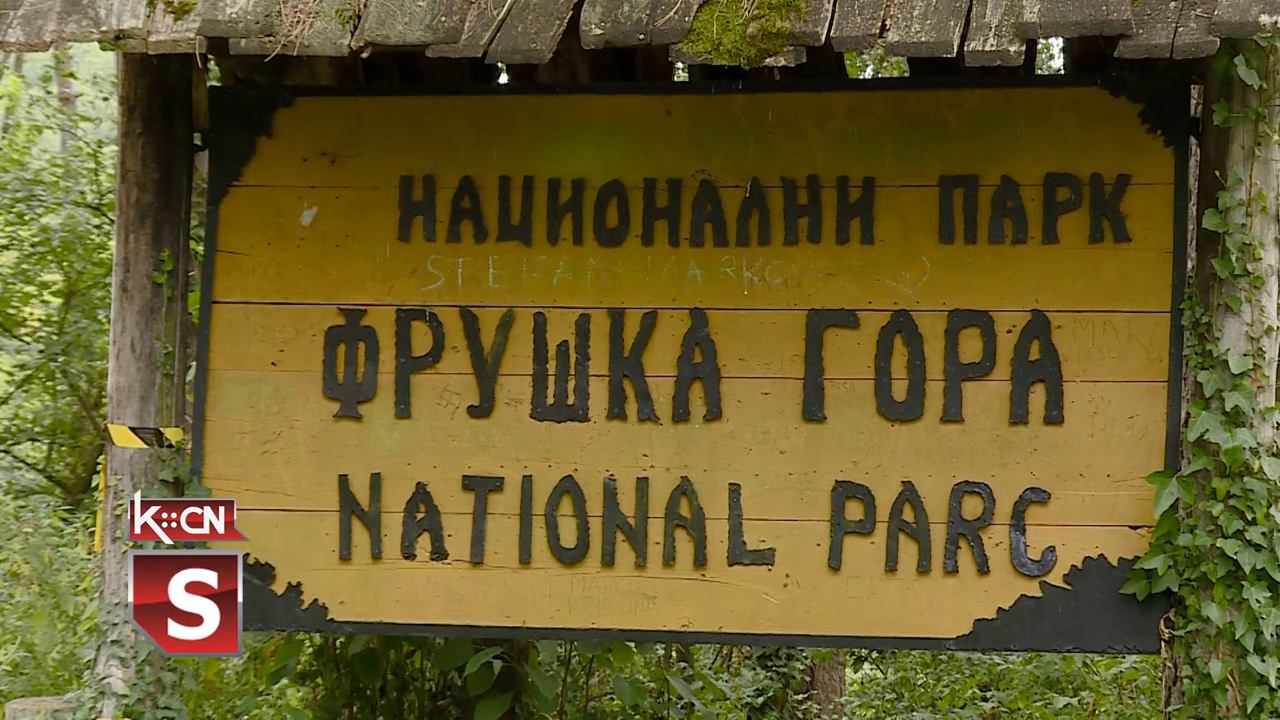 НАЦИОНАЛНИ ПАРК
ФРУШКА ГОРА
NATIONAL PARC
K::CN
S